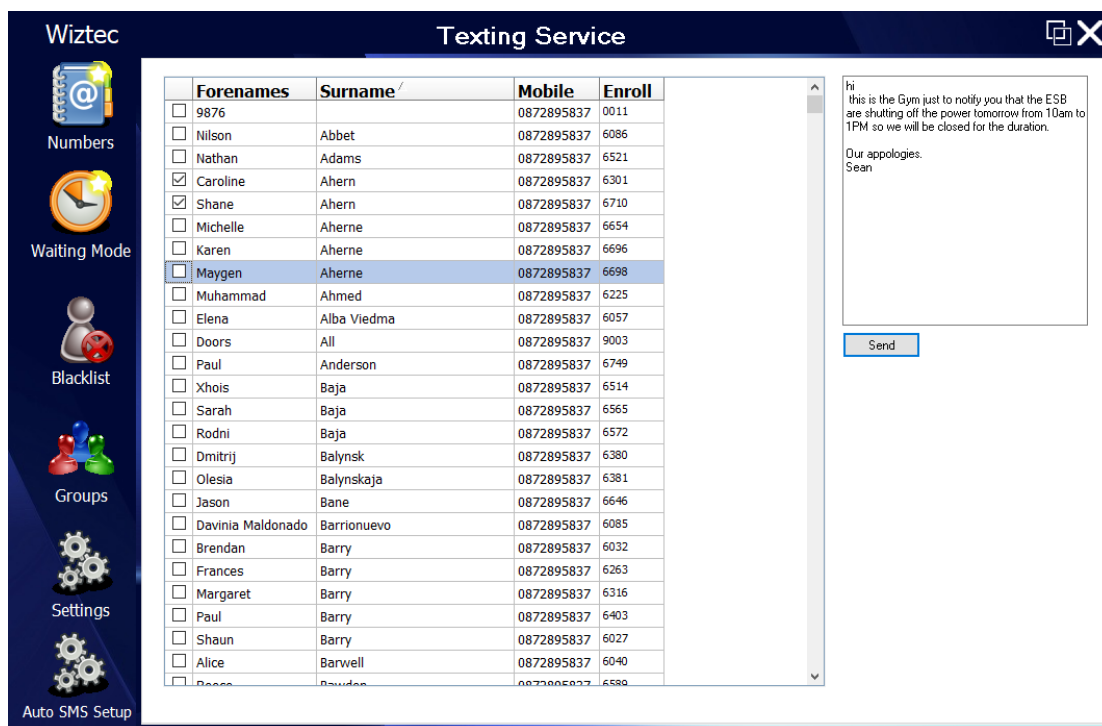 Wiztec
Texting Service
Numbers
Waiting Mode
Blacklist
Groups
Settings
Auto SMS Setup
Forenames Surname Mobile Enroll
9876 0872895837 0011
Nilson Abbet 0872895837 6086
Nathan Adams 0872895837 6521
Caroline Ahern 0872895837 6301
Shane Ahern 0872895837 6710
Michelle Aherne 0872895837 6654
Karen Aherne 0872895837 6696
Maygen Aherne 0872895837 6698
Muhammad Ahmed 0872895837 6225
Elena Alba Viedma 0872895837 6057
Doors All 0872895837 9003
Paul Anderson 0872895837 6749
Xhois Baja 0872895837 6514
Sarah Baja 0872895837 6565
Rodni Baja 0872895837 6572
Dmitrij Balynsk 0872895837 6380
Olesia Balynskaja 0872895837 6381
Jason Bane 0872895837 6646
Davinia Maldonado Barrionuevo 0872895837 6085
Brendan Barry 0872895837 6032
Frances Barry 0872895837 6263
Margaret Barry 0872895837 6316
Paul Barry 0872895837 6403
Shaun Barry 0872895837 6027
Alice Barwell 0872895837 6040
hi
this is the Gym just to notify you that the ESB
are shutting off the power tomorrow from 10am to
1PM so we will be closed for the duration.
Our appologies.
Sean
Send